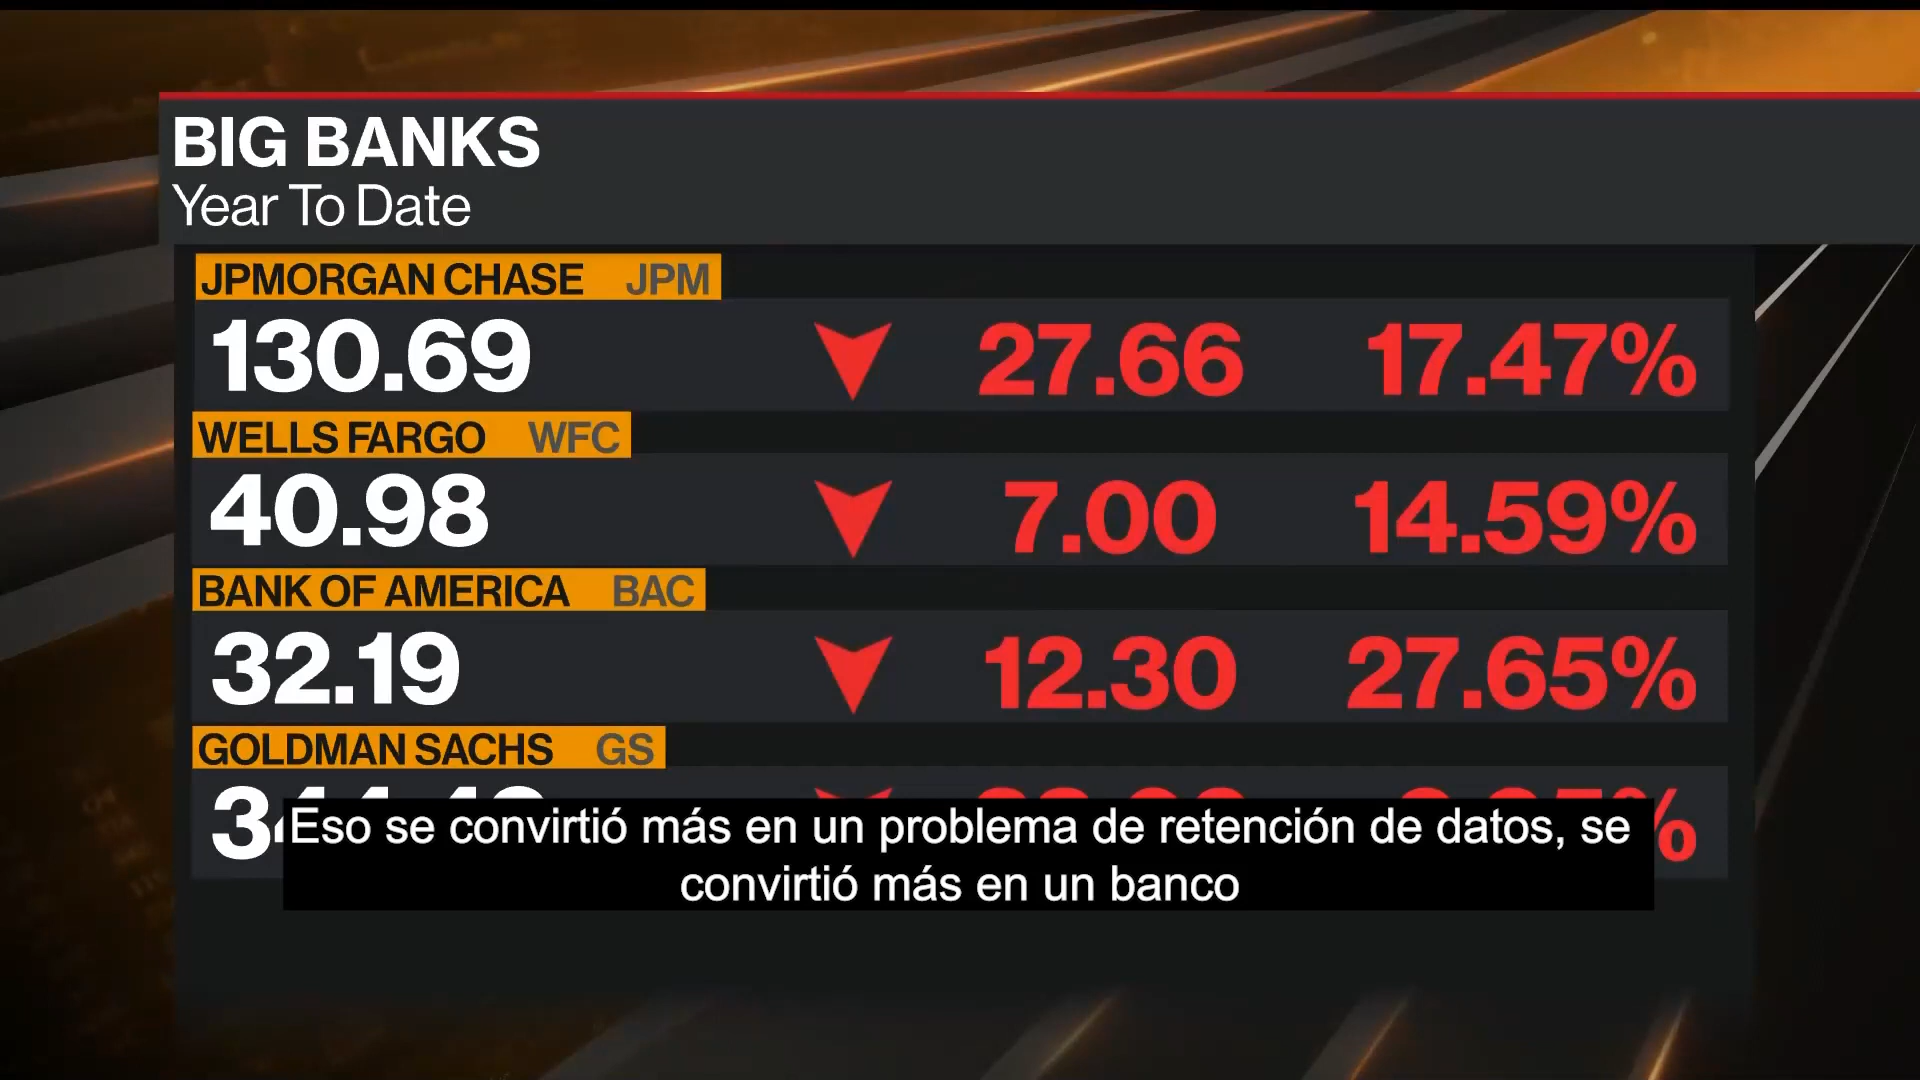 BIG BANKS
Year To Date
JPMORGAN CHASE JPM
130.69 27.66 17.47%
WELLS FARGO WFC
40.98 7.00 14.59%
BANK OF AMERICA BAC
32.19 12.30 27.65%
GOLDMAN SACHS GS
Eso se convirtió más en un problema de retención de datos, se
convirtió más en un banco